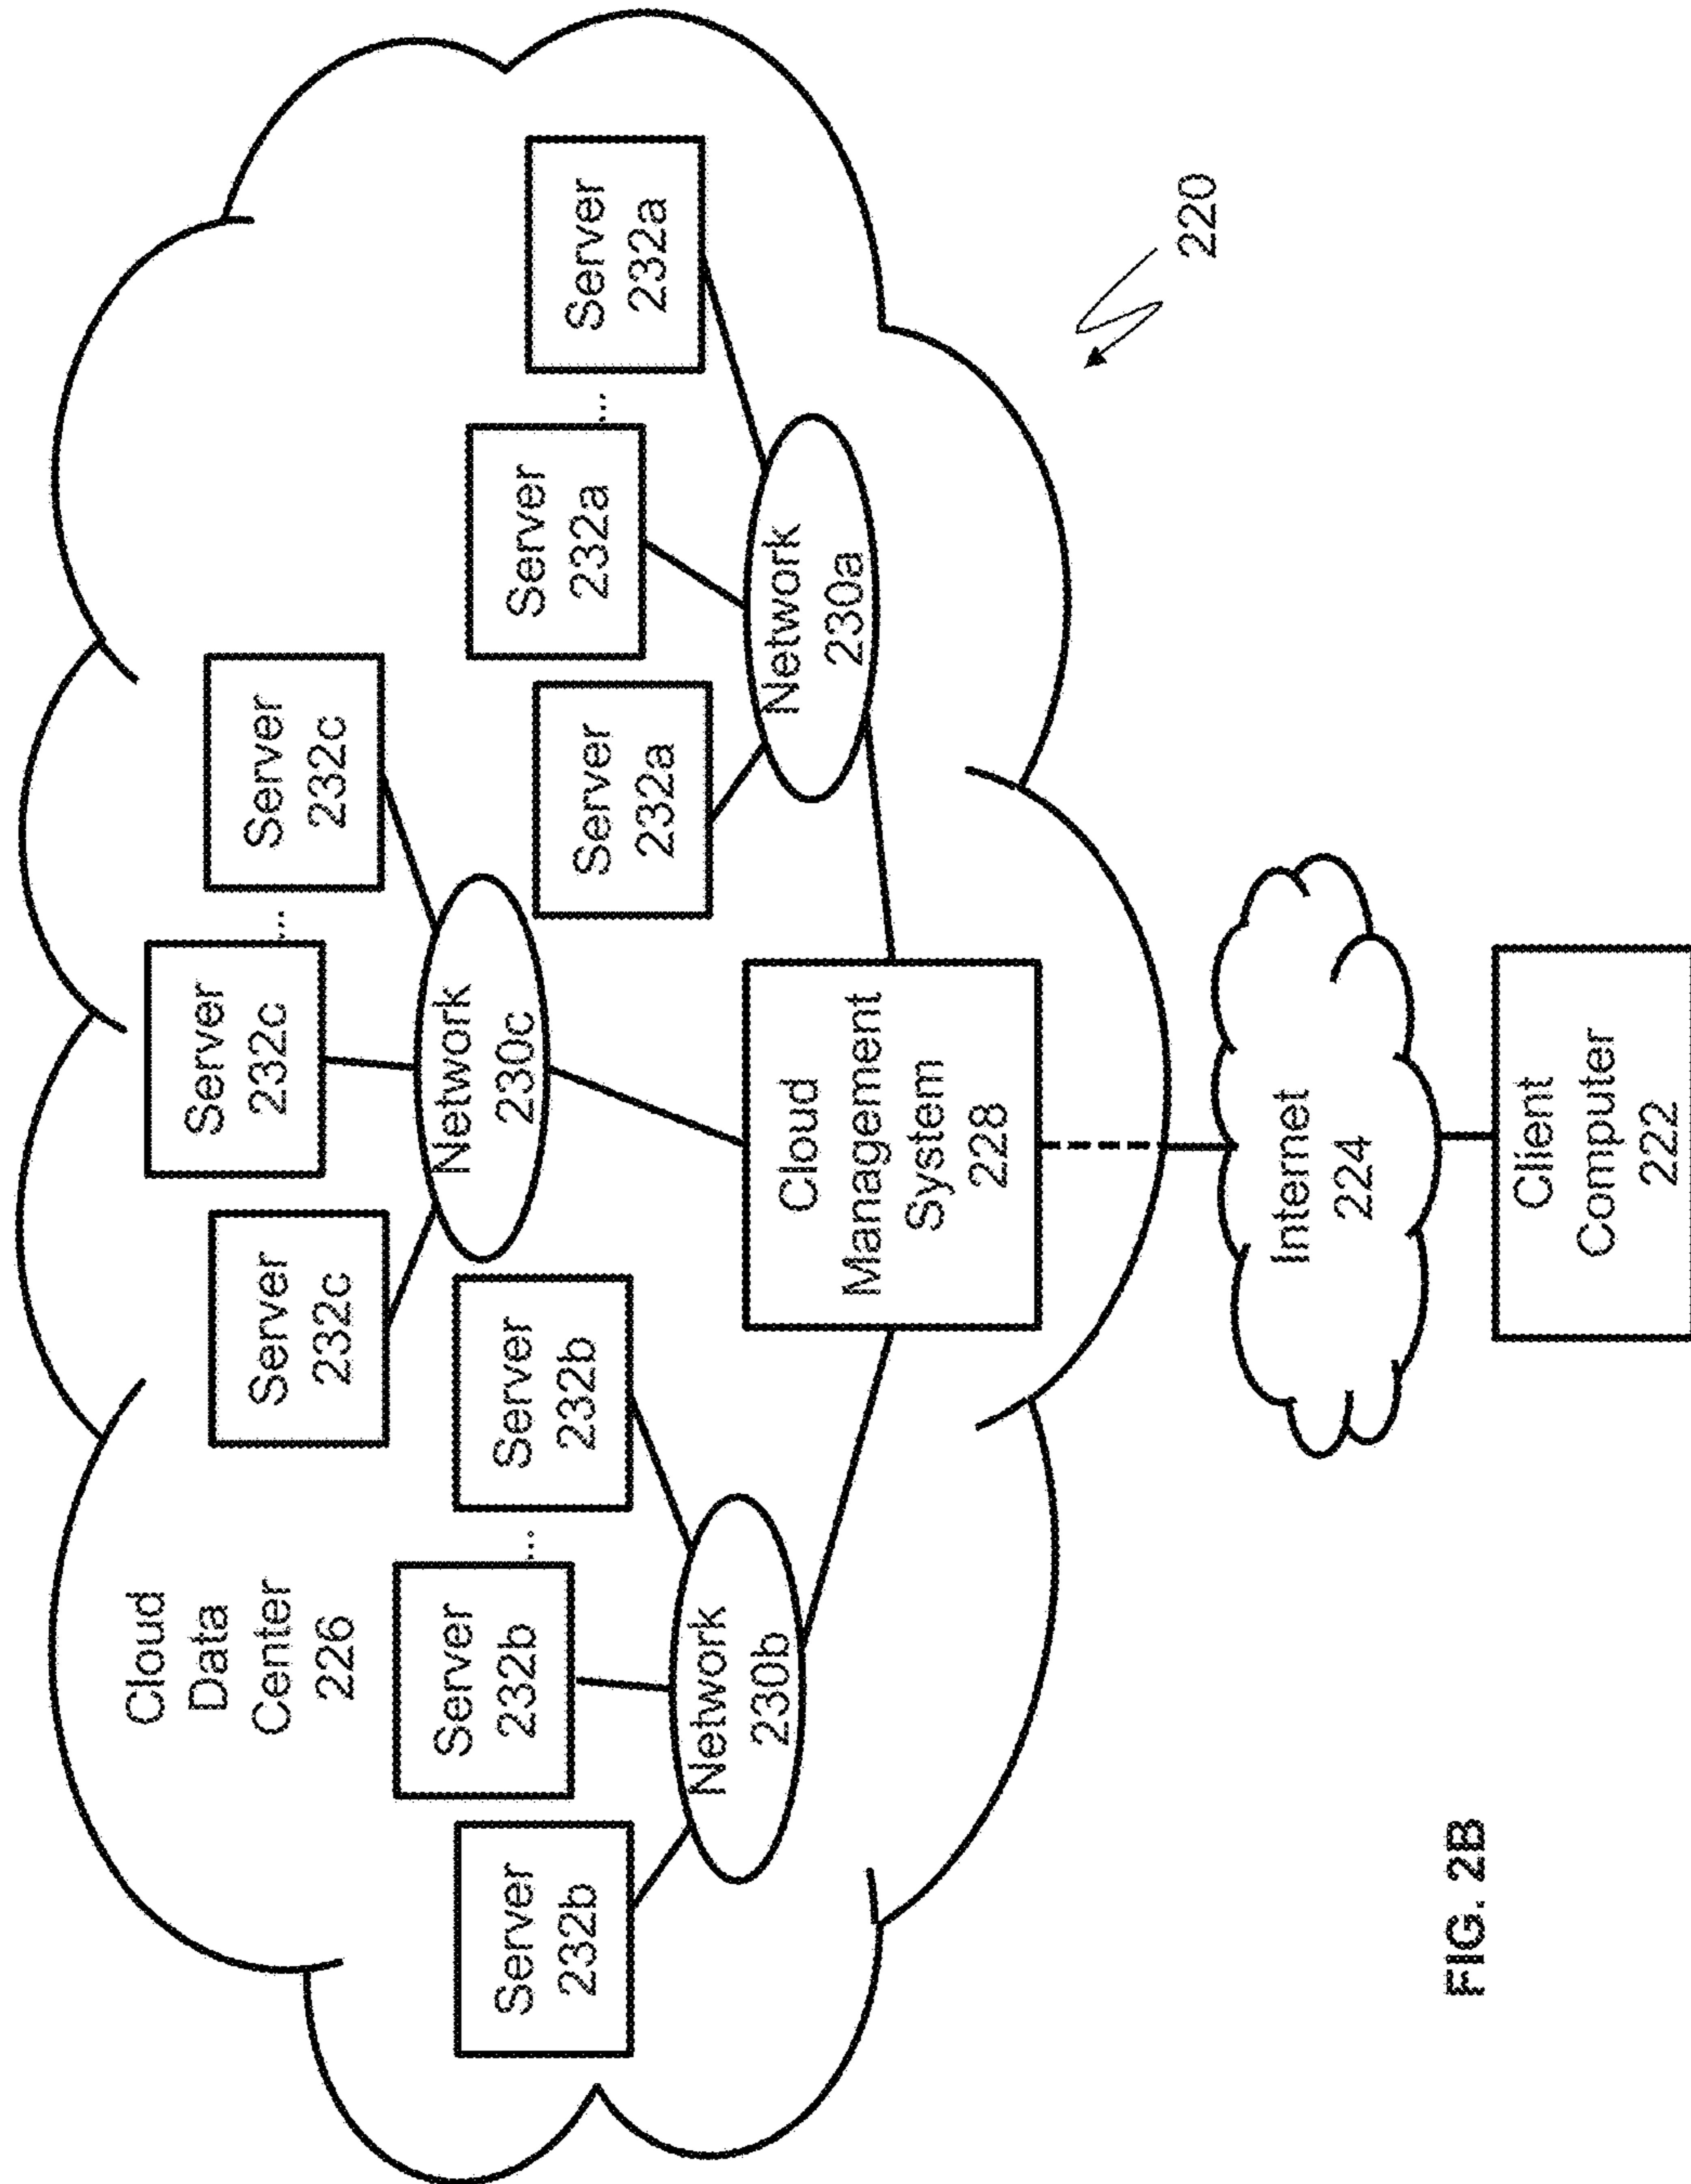 Cloud
Data
Center
226
Server
232c
Server
232c
...
Server
232c
Network
230c
Server
232b
Server
232b
...
Server
232b
Network
230b
Server
232a
Server
232a
...
Server
232a
Network
230a
Cloud
Management
System
228
220
Internet
224
Client
Computer
222
FIG. 2B